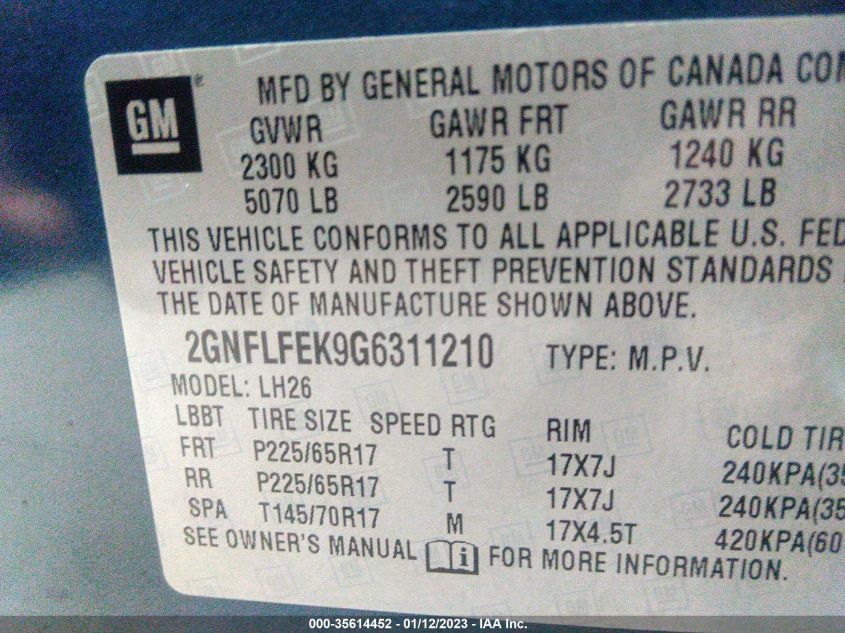 GM ®
MFD BY GENERAL MOTORS OF CANADA
GVWR GAWR FRT GAWR RR
2300 KG 1175 KG 1240 KG
5070 LB 2590 LB 2733 LB
THIS VEHICLE CONFORMS TO ALL APPLICABLE U.S. FED
VEHICLE SAFETY AND THEFT PREVENTION STANDARDS
THE DATE OF MANUFACTURE SHOWN ABOVE.
2GNFLFEK9G6311210 TYPE: M.P.V.
MODEL: LH26
LBBT TIRE SIZE SPEED RTG RIM COLD TIR
FRT P225/65R17 T 17X7J 240KPA(35
RR P225/65R17 T 17X7J 240KPA(35
SPA T145/70R17 M 17X4.5T 420KPA(60
SEE OWNER'S MANUAL i FOR MORE INFORMATION.
000-35614452 - 01/12/2023 - IAA Inc.